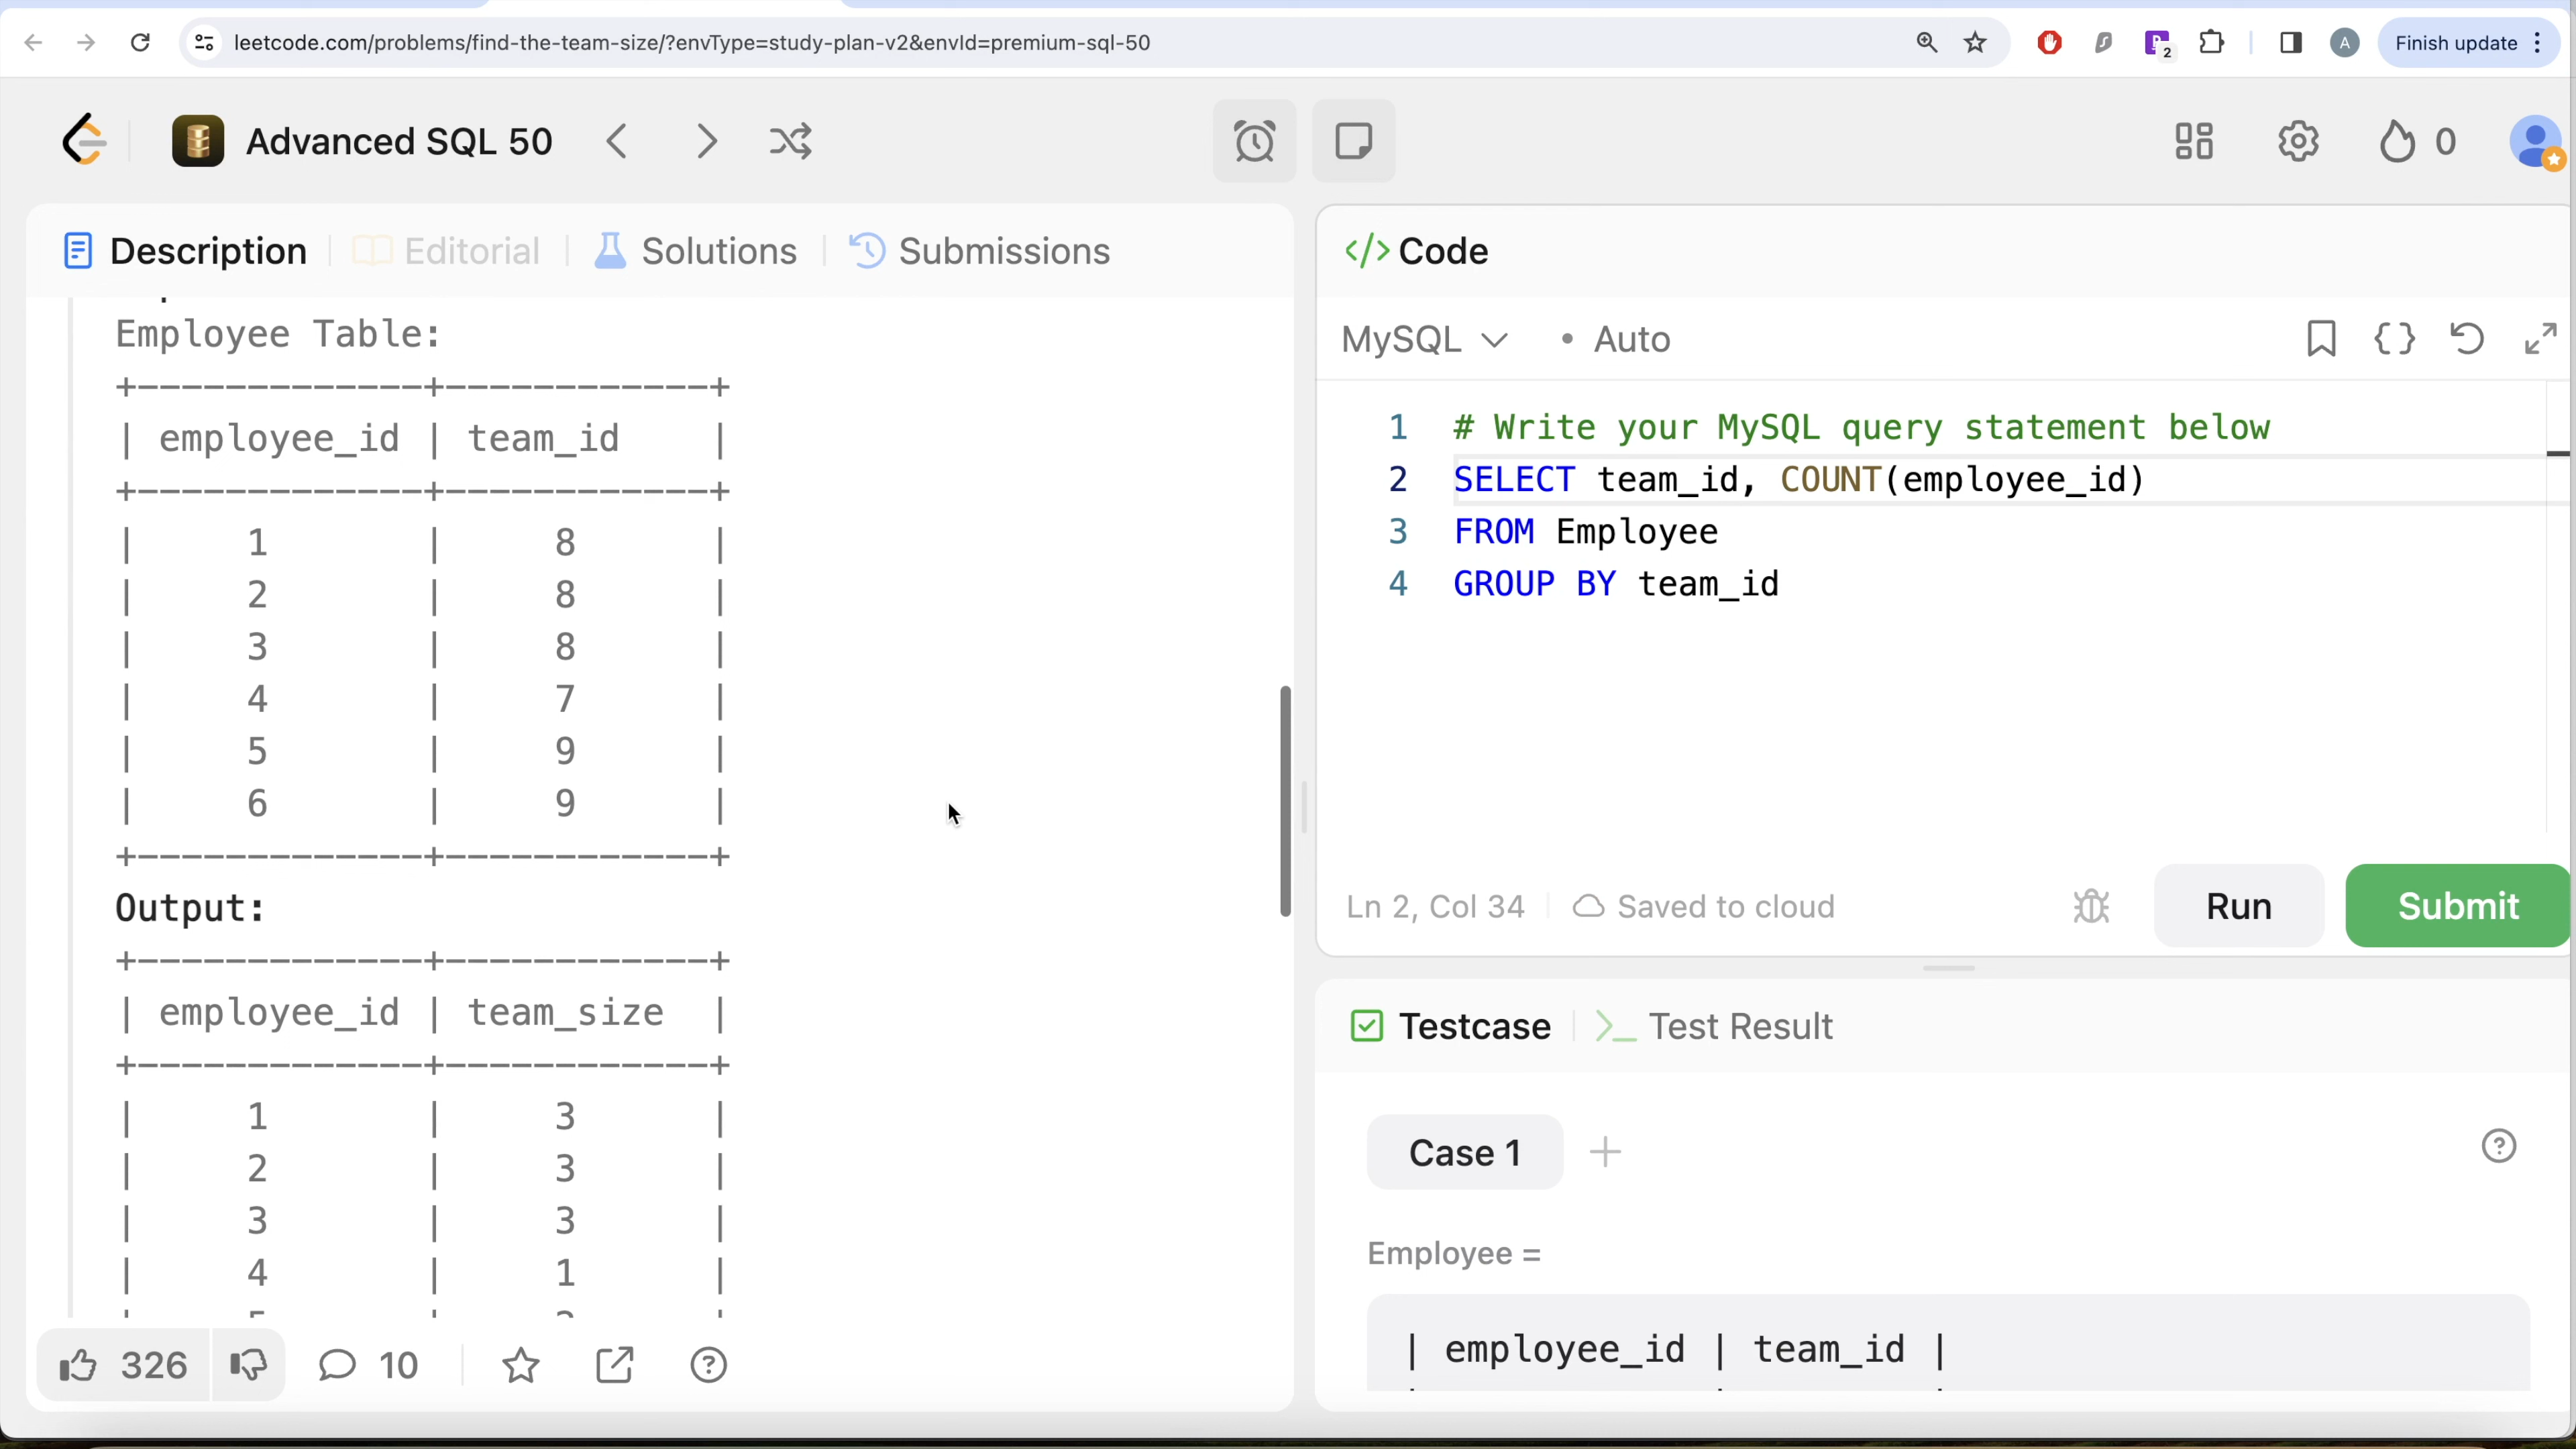 leetcode.com/problems/find-the-team-size/?envType=study-plan-v2&envId=premium-sql-50
2
A
Finish update
Advanced SQL 50
0
Description
Editorial
Solutions
Submissions
Employee Table:
+-------------+------------+
| employee_id | team_id    |
+-------------+------------+
|     1       |     8      |
|     2       |     8      |
|     3       |     8      |
|     4       |     7      |
|     5       |     9      |
|     6       |     9      |
+-------------+------------+
Output:
+-------------+------------+
| employee_id | team_size  |
+-------------+------------+
|     1       |     3      |
|     2       |     3      |
|     3       |     3      |
|     4       |     1      |
326
10
</> Code
MySQL
• Auto
1 # Write your MySQL query statement below
2 SELECT team_id, COUNT(employee_id)
3 FROM Employee
4 GROUP BY team_id
Ln 2, Col 34
Saved to cloud
Run
Submit
Testcase
Test Result
Case 1
Employee =
| employee_id | team_id |